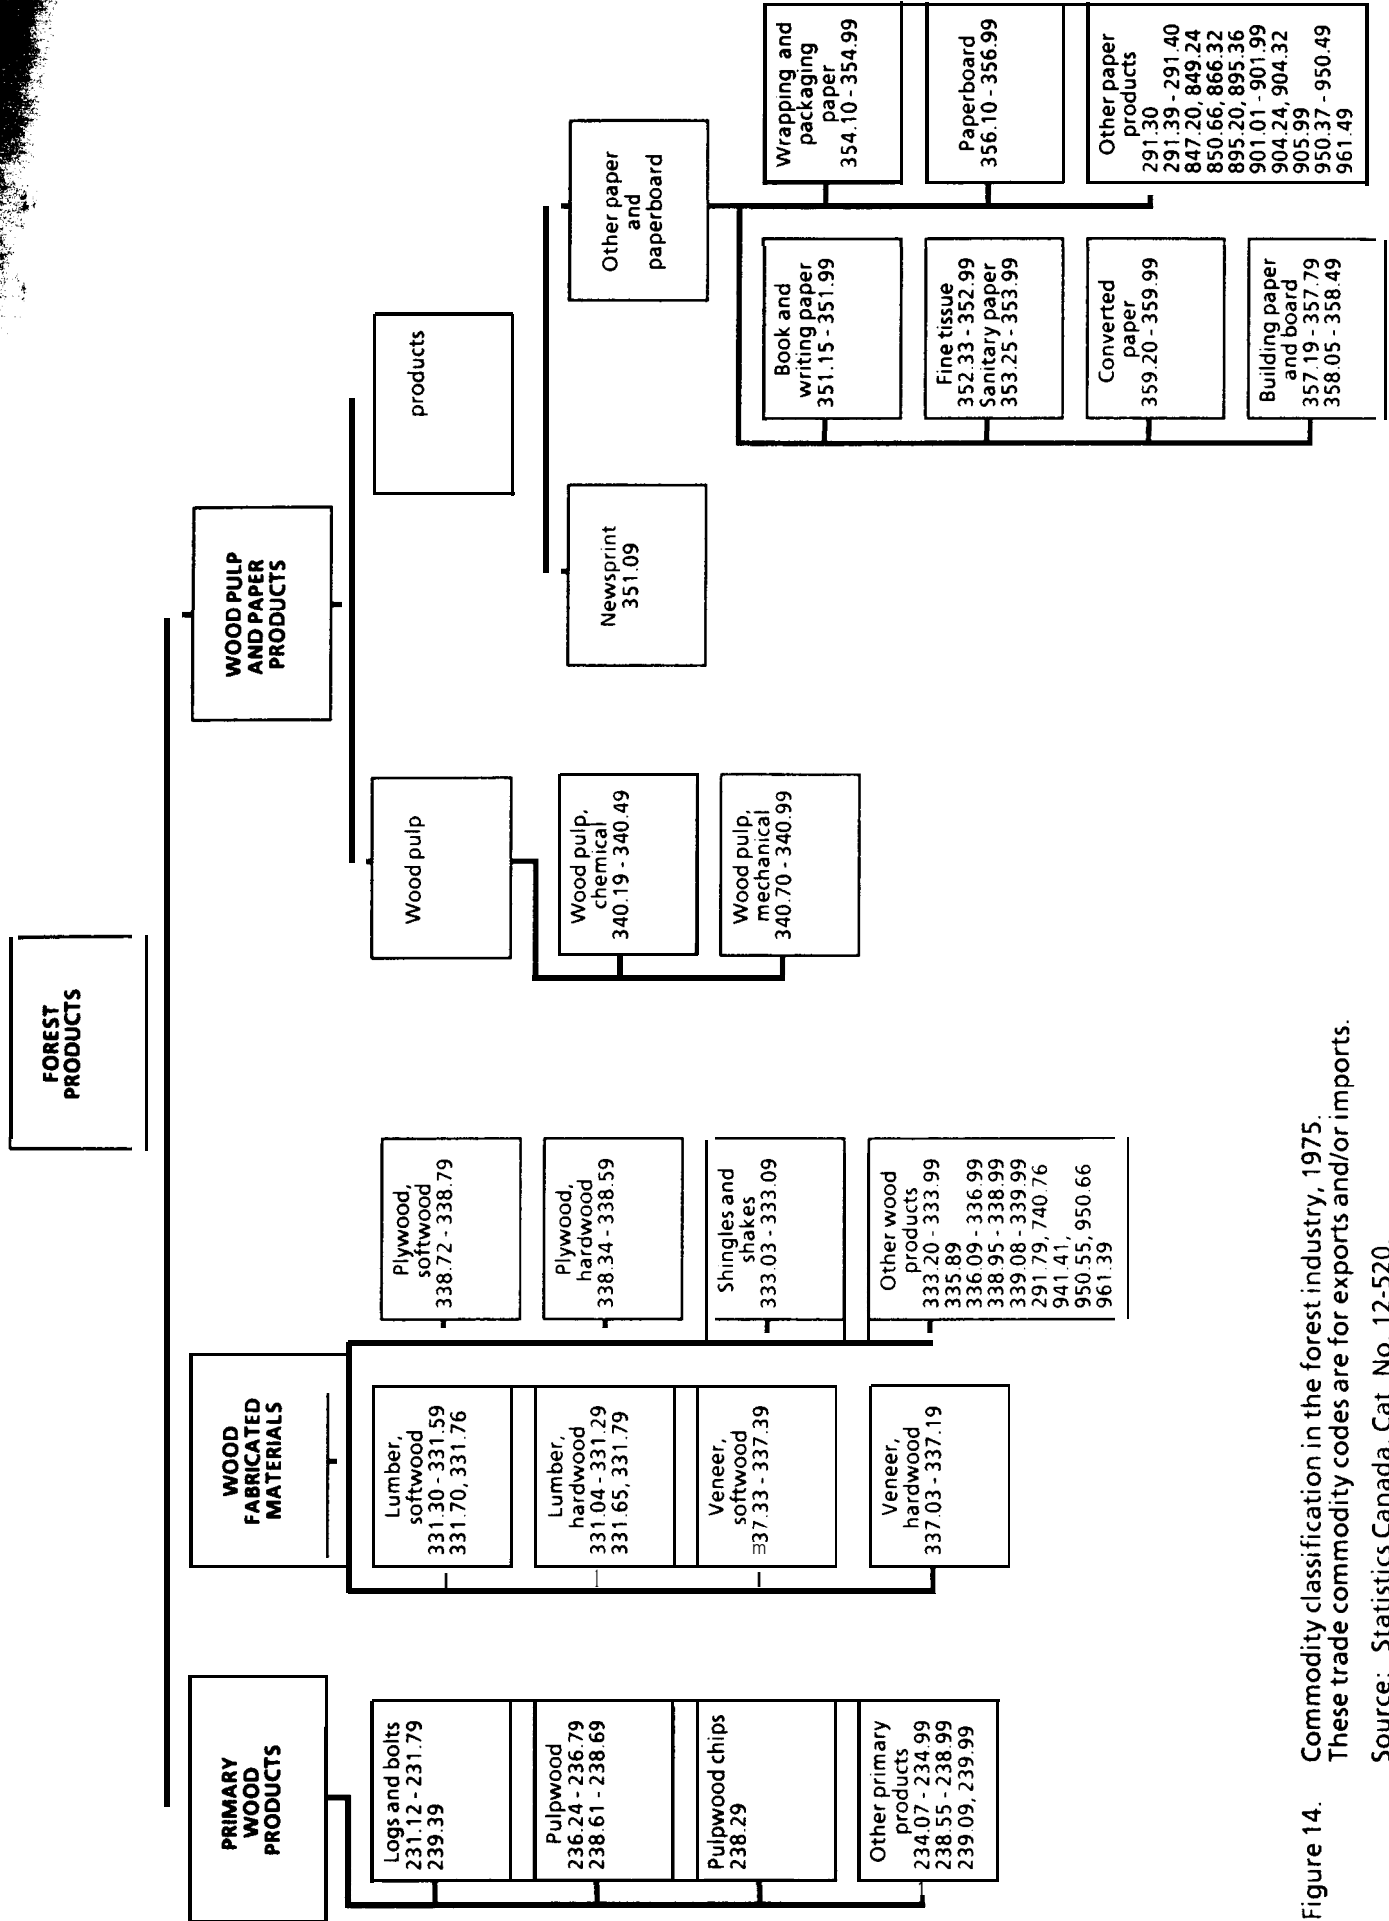 FOREST
PRODUCTS
PRIMARY
WOOD
PRODUCTS
Logs and bolts
231.12 - 231.79
239.39
Pulpwood
236.24 - 236.79
238.61 - 238.69
Pulpwood chips
238.29
Other primary
products
234.07 - 234.99
238.55 - 238.99
239.09, 239.99
WOOD
FABRICATED
MATERIALS
Lumber,
softwood
331.30 - 331.59
331.70, 331.76
Lumber,
hardwood
331.04 - 331.29
331.65, 331.79
Veneer,
softwood
337.33 - 337.39
Veneer,
hardwood
337.03 - 337.19
Plywood,
softwood
338.72 - 338.79
Plywood,
hardwood
338.34 - 338.59
Shingles and
shakes
333.03 - 333.09
Other wood
products
333.20 - 333.99
335.89
336.09 - 336.99
338.95 - 338.99
339.08 - 339.99
291.79, 740.76
941.41,
950.55, 950.66
961.39
WOOD PULP
AND PAPER
PRODUCTS
Wood pulp
Wood pulp,
chemical
340.19 - 340.49
Wood pulp,
mechanical
340.70 - 340.99
products
Newsprint
351.09
Other paper
and
paperboard
Book and
writing paper
351.15 - 351.99
Fine tissue
352.33 - 352.99
Sanitary paper
353.25 - 353.99
Converted
paper
359.20 - 359.99
Building paper
and board
357.19 - 357.79
358.05 - 358.49
Wrapping and
packaging
paper
354.10 - 354.99
Paperboard
356.10 - 356.99
Other paper
products
291.30
291.39 - 291.40
847.20, 849.24
850.66, 866.32
895.20, 895.36
901.01 - 901.99
904.24, 904.32
905.99
950.37 - 950.49
961.49
Figure 14. Commodity classification in the forest industry, 1975.
These trade commodity codes are for exports and/or imports.
Source: Statistics Canada, Cat. No. 12-520.